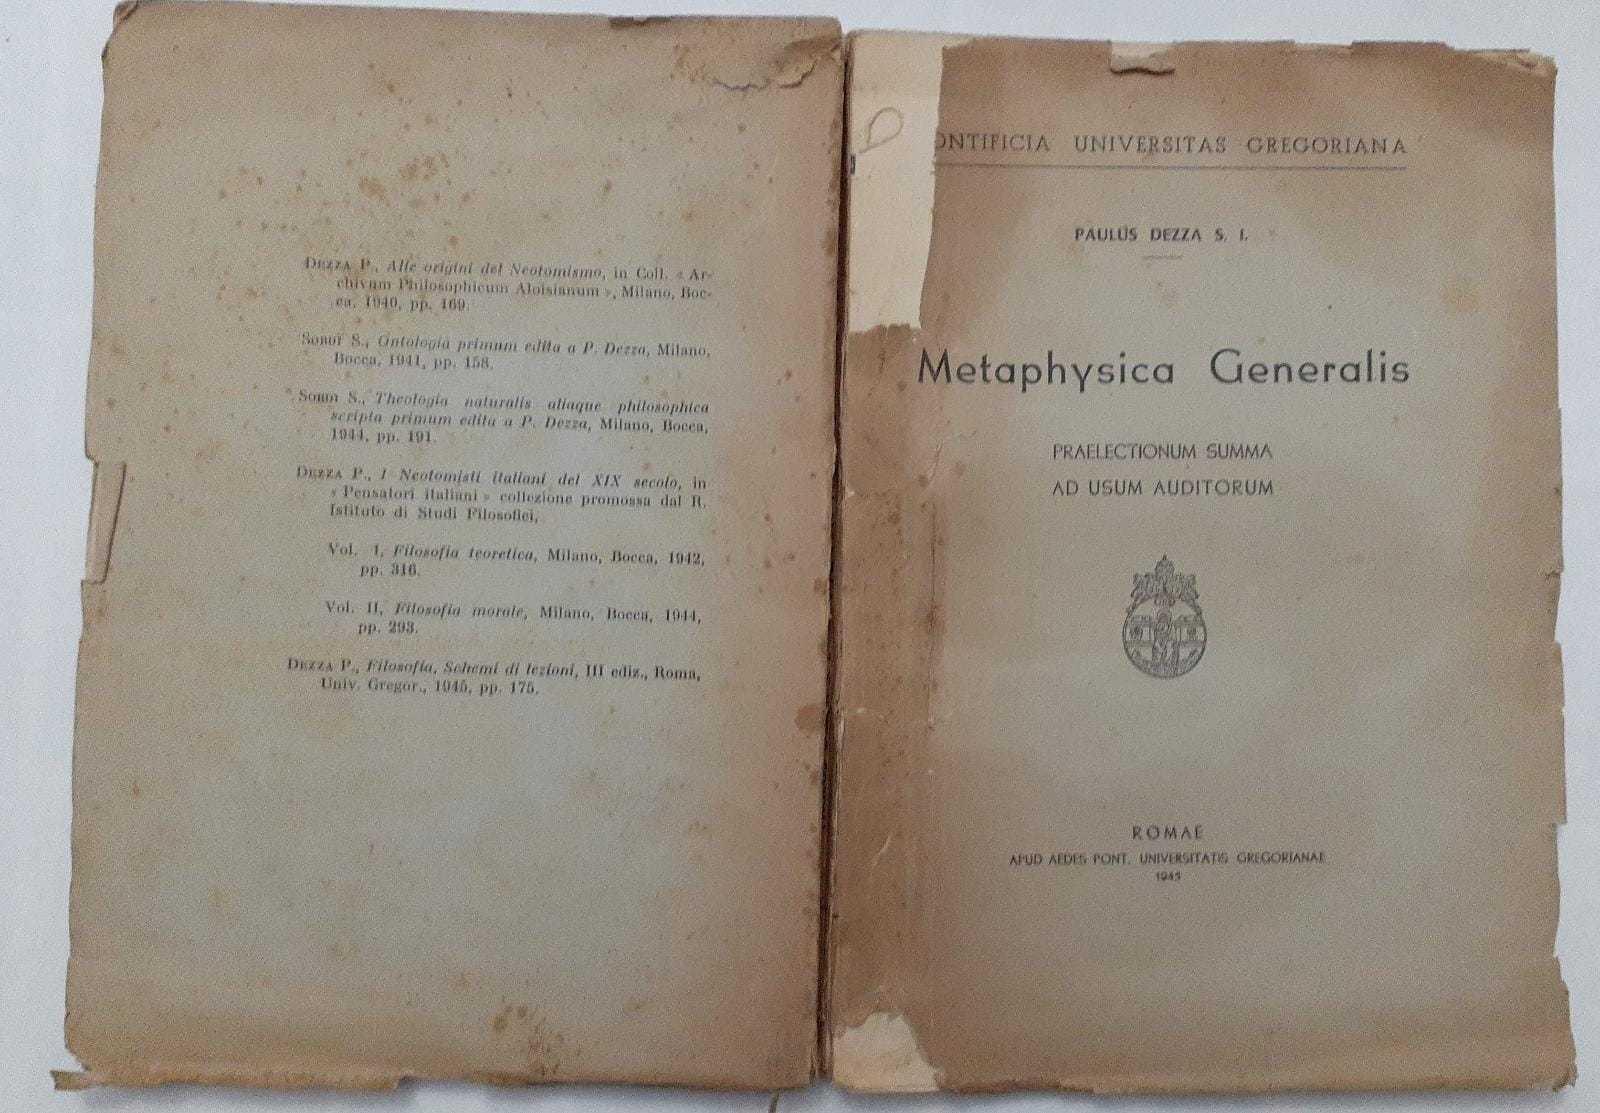 DEZZA P., Alle origini del Neotomismo, in Coll. « Ar-
chivum Philosophicum Aloisianum », Milano, Boc-
ca, 1940, pp. 169.
SORDI S., Ontologia primum edita a P. Dezza, Milano,
Bocca, 1941, pp. 158.
SORDI S., Theologia naturalis aliaque philosophica
scripta primum edita a P. Dezza, Milano, Bocca,
1944, pp. 191.
DEZZA P., I Neotomisti italiani del XIX secolo, in
« Pensatori italiani » collezione promossa dal R.
Istituto di Studi Filosofici,
Vol. I, Filosofia teoretica, Milano, Bocca, 1942,
pp. 316.
Vol. II, Filosofia morale, Milano, Bocca, 1944,
pp. 293.
DEZZA P., Filosofia, Schemi di lezioni, III ediz., Roma,
Univ. Gregor., 1945, pp. 175.
ONTIFICIA UNIVERSITAS GREGORIANA
PAULUS DEZZA S. I.
Metaphysica Generalis
PRAELECTIONUM SUMMA
AD USUM AUDITORUM
ROMAE
APUD AEDES PONT. UNIVERSITATIS GREGORIANAE
1945